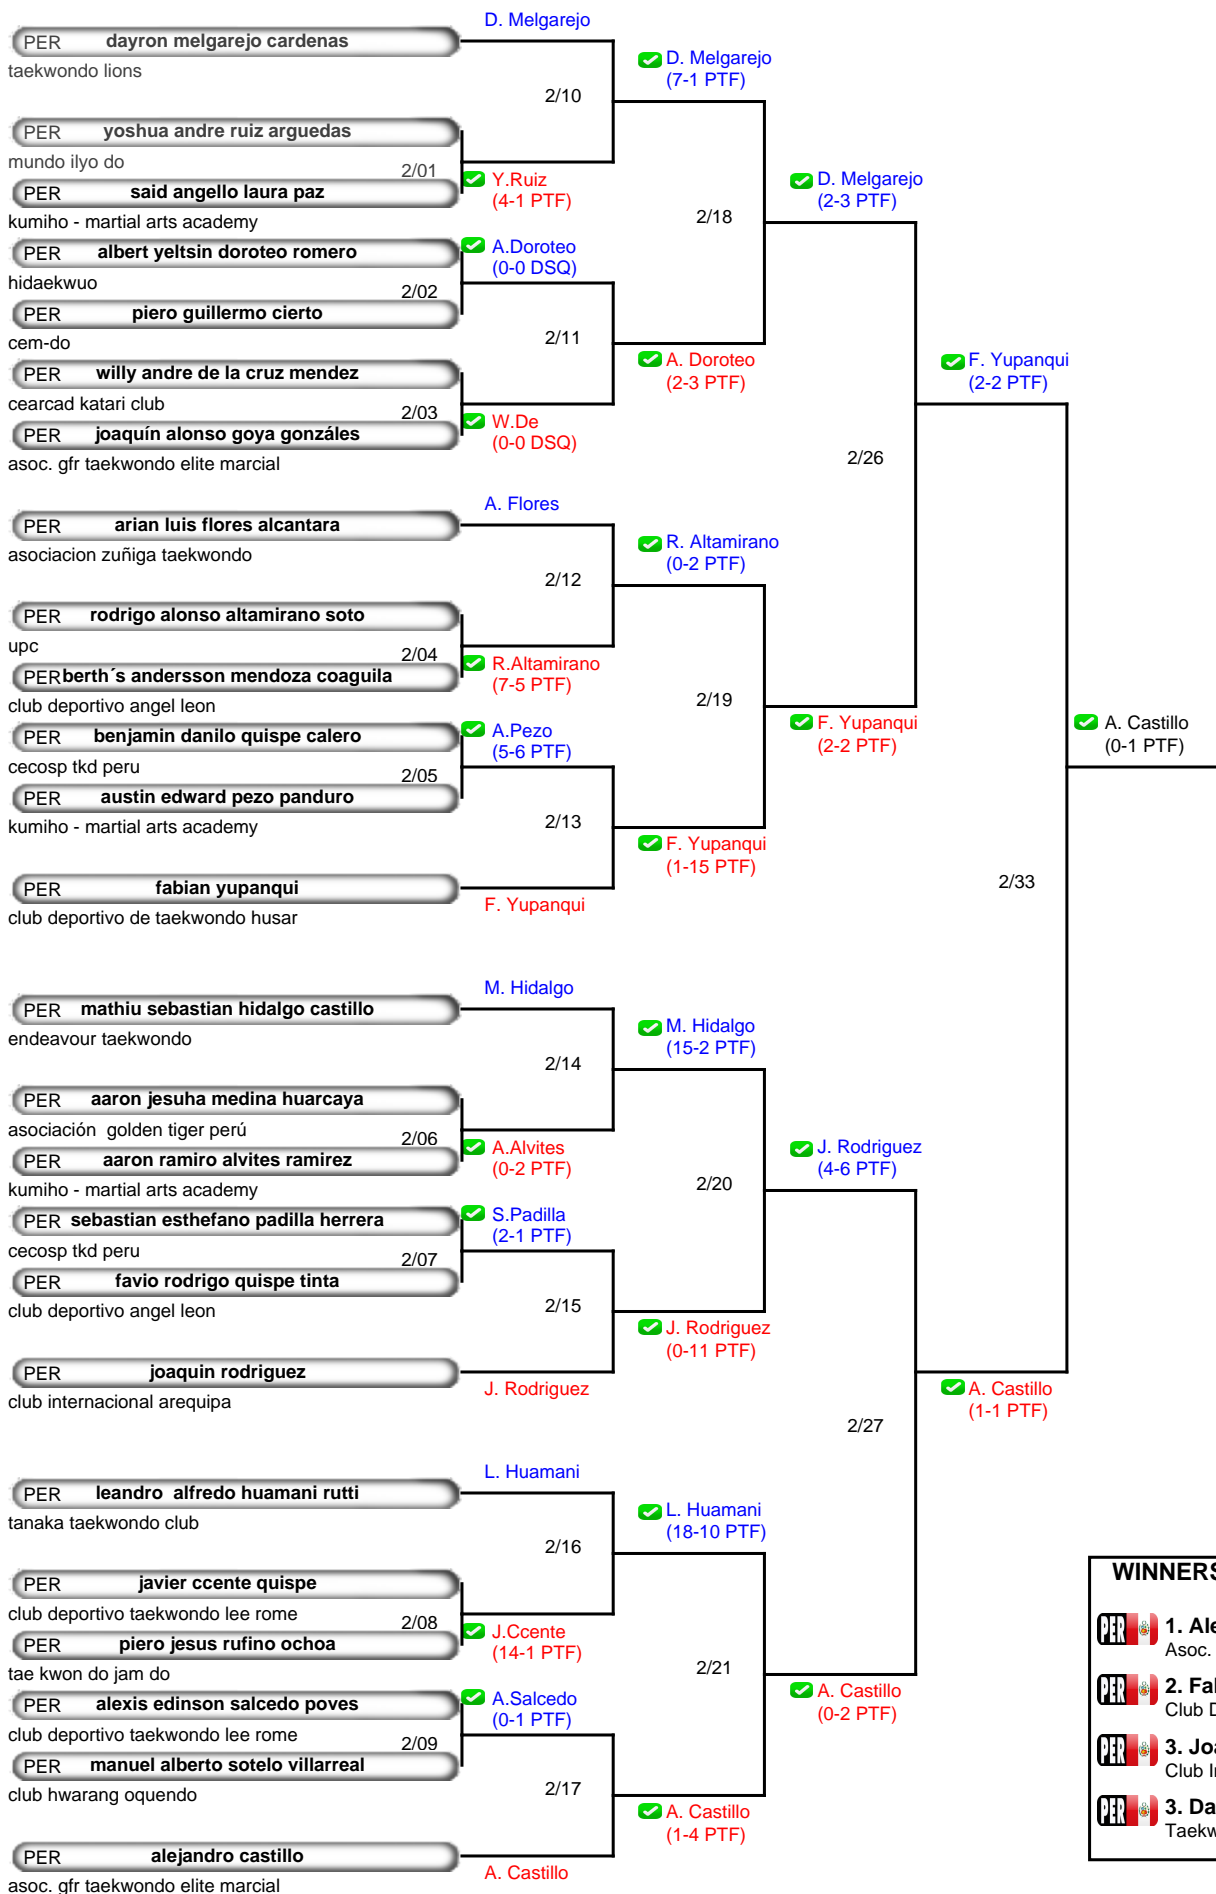 D. Melgarejo
PER dayron melgarejo cardenas
taekwondo lions
D. Melgarejo
(7-1 PTF)
2/10
PER yoshua andre ruiz arguedas
mundo ilyo do
2/01
PER said angello laura paz
kumiho - martial arts academy
Y.Ruiz
(4-1 PTF)
D. Melgarejo
(2-3 PTF)
2/18
PER albert yeltsin doroteo romero
hidaekwuo
A.Doroteo
(0-0 DSQ)
2/02
PER piero guillermo cierto
cem-do
2/11
PER willy andre de la cruz mendez
cearcad katari club
A. Doroteo
(2-3 PTF)
F. Yupanqui
(2-2 PTF)
2/03
PER joaquín alonso goya gonzáles
asoc. gfr taekwondo elite marcial
W.De
(0-0 DSQ)
2/26
A. Flores
PER arian luis flores alcantara
asociacion zuñiga taekwondo
R. Altamirano
(0-2 PTF)
2/12
PER rodrigo alonso altamirano soto
upc
2/04
PER berth´s andersson mendoza coaguila
club deportivo angel leon
R.Altamirano
(7-5 PTF)
2/19
PER benjamin danilo quispe calero
cecosp tkd peru
A.Pezo
(5-6 PTF)
F. Yupanqui
(2-2 PTF)
A. Castillo
(0-1 PTF)
2/05
PER austin edward pezo panduro
kumiho - martial arts academy
2/13
F. Yupanqui
(1-15 PTF)
PER fabian yupanqui
club deportivo de taekwondo husar
F. Yupanqui
2/33
M. Hidalgo
PER mathiu sebastian hidalgo castillo
endeavour taekwondo
M. Hidalgo
(15-2 PTF)
2/14
PER aaron jesuha medina huarcaya
asociación  golden tiger perú
2/06
PER aaron ramiro alvites ramirez
kumiho - martial arts academy
A.Alvites
(0-2 PTF)
J. Rodriguez
(4-6 PTF)
2/20
PER sebastian esthefano padilla herrera
cecosp tkd peru
S.Padilla
(2-1 PTF)
2/07
PER favio rodrigo quispe tinta
club deportivo angel leon
2/15
J. Rodriguez
(0-11 PTF)
PER joaquin rodriguez
club internacional arequipa
J. Rodriguez
A. Castillo
(1-1 PTF)
2/27
L. Huamani
PER leandro  alfredo huamani rutti
tanaka taekwondo club
L. Huamani
(18-10 PTF)
2/16
PER javier ccente quispe
club deportivo taekwondo lee rome
2/08
PER piero jesus rufino ochoa
tae kwon do jam do
J.Ccente
(14-1 PTF)
2/21
PER alexis edinson salcedo poves
club deportivo taekwondo lee rome
A.Salcedo
(0-1 PTF)
A. Castillo
(0-2 PTF)
2/09
PER manuel alberto sotelo villarreal
club hwarang oquendo
2/17
A. Castillo
(1-4 PTF)
PER alejandro castillo
asoc. gfr taekwondo elite marcial
A. Castillo
WINNERS
PER 1. Ale
Asoc.
PER 2. Fa
Club D
PER 3. Joa
Club I
PER 3. Da
Taekw